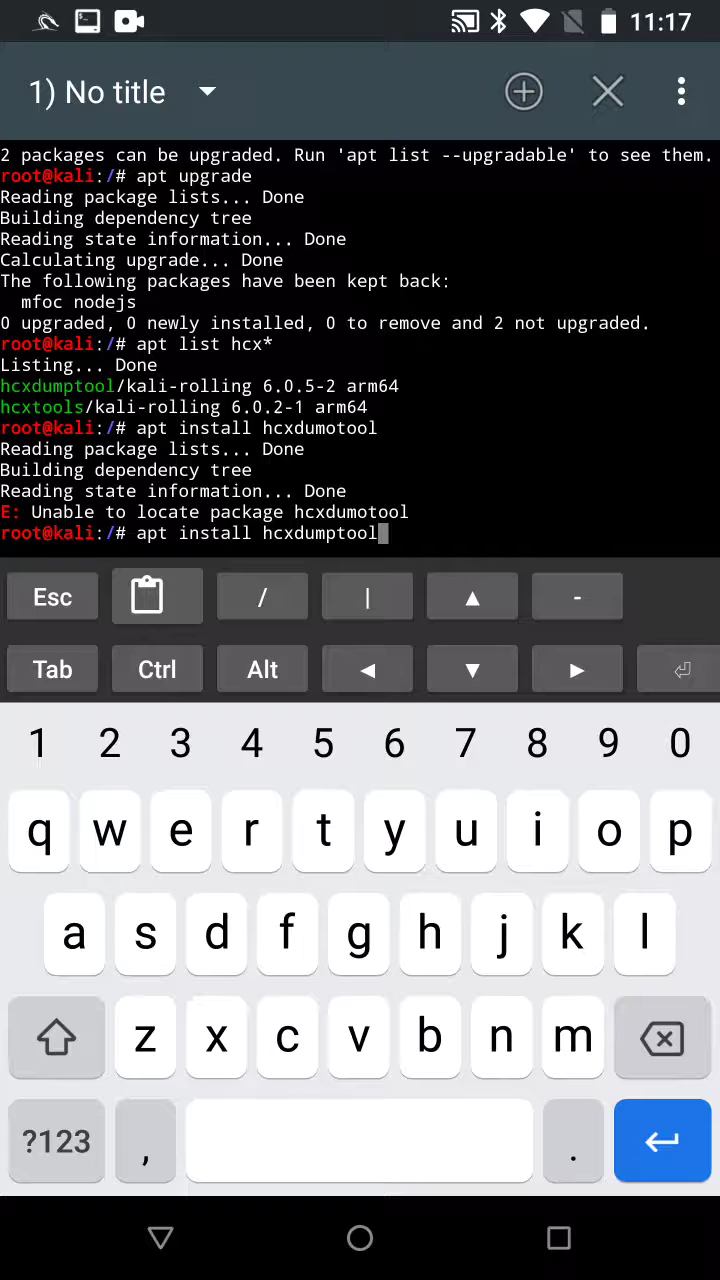 11:17
1) No title
2 packages can be upgraded. Run 'apt list --upgradable' to see them.
root@kali:/# apt upgrade
Reading package lists... Done
Building dependency tree
Reading state information... Done
Calculating upgrade... Done
The following packages have been kept back:
  mfoc nodejs
0 upgraded, 0 newly installed, 0 to remove and 2 not upgraded.
root@kali:/# apt list hcx*
Listing... Done
hcxdumptool/kali-rolling 6.0.5-2 arm64
hcxtools/kali-rolling 6.0.2-1 arm64
root@kali:/# apt install hcxdumotool
Reading package lists... Done
Building dependency tree
Reading state information... Done
E: Unable to locate package hcxdumotool
root@kali:/# apt install hcxdumptool
Esc / | ▲ -
Tab Ctrl Alt ◀ ▼ ▶ ⏎
1 2 3 4 5 6 7 8 9 0
q w e r t y u i o p
a s d f g h j k l
z x c v b n m
?123 , .